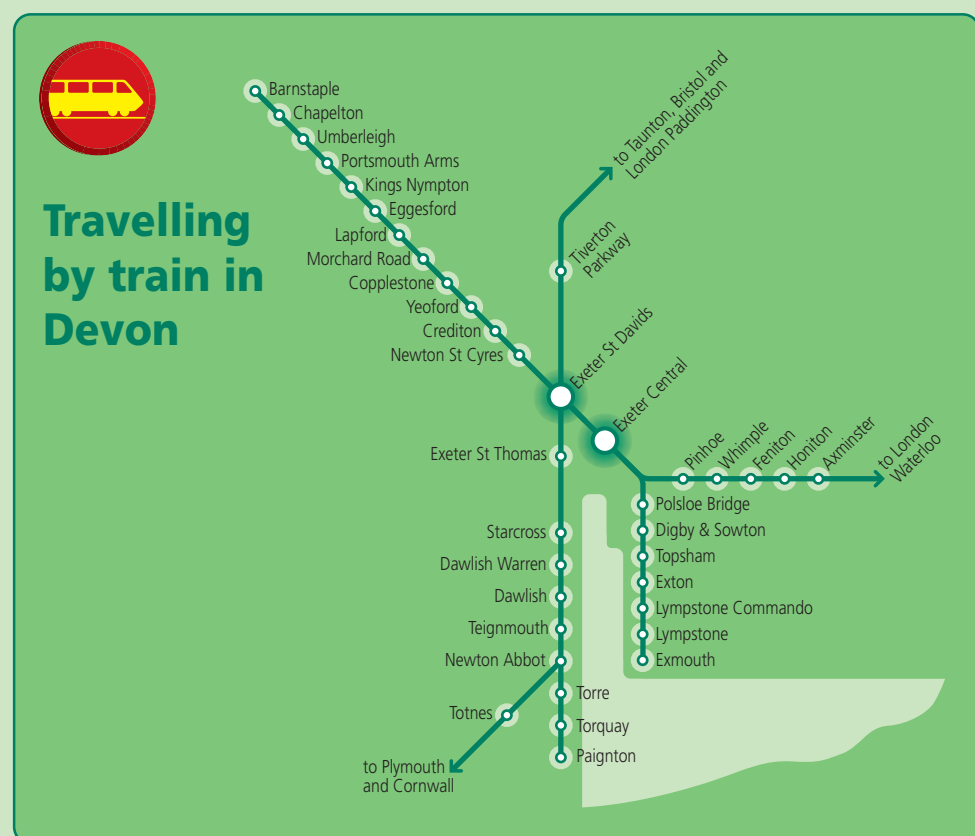 Travelling
by train in
Devon
Barnstaple
Chapelton
Umberleigh
Portsmouth Arms
Kings Nympton
Eggesford
Lapford
Morchard Road
Copplestone
Yeoford
Crediton
Newton St Cyres
to Taunton, Bristol and
London Paddington
Tiverton
Parkway
Exeter St Davids
Exeter Central
Exeter St Thomas
Pinhoe
Whimple
Feniton
Honiton
Axminster
to London
Waterloo
Polsloe Bridge
Digby & Sowton
Topsham
Exton
Lympstone Commando
Lympstone
Exmouth
Starcross
Dawlish Warren
Dawlish
Teignmouth
Newton Abbot
Torre
Torquay
Paignton
Totnes
to Plymouth
and Cornwall